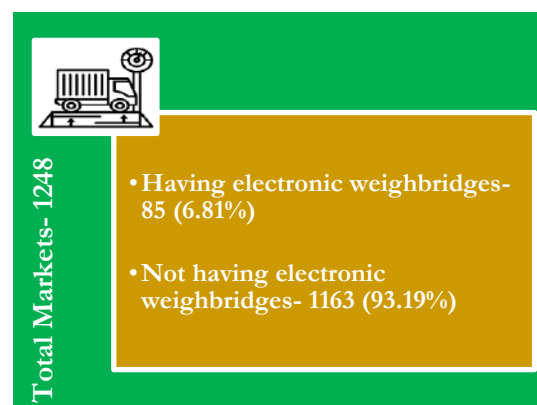 Total Markets- 1248
•Having electronic weighbridges-
85 (6.81%)
•Not having electronic
weighbridges- 1163 (93.19%)